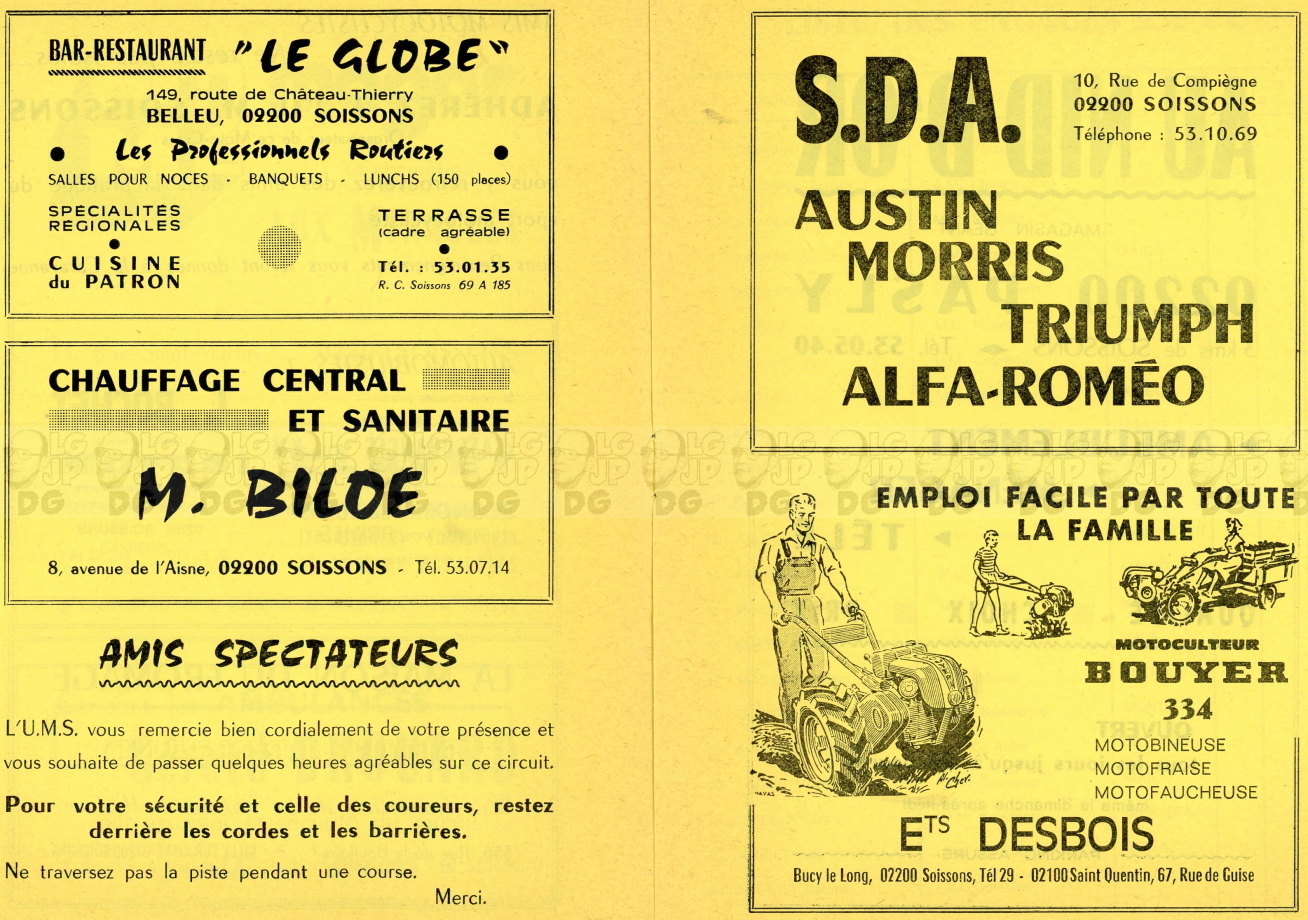 BAR-RESTAURANT "LE GLOBE"
149, route de Château-Thierry
BELLEU, 02200 SOISSONS
● Les Professionnels Routiers ●
SALLES POUR NOCES - BANQUETS - LUNCHS (150 places)
SPÉCIALITÉS
RÉGIONALES
●
CUISINE
du PATRON
TERRASSE
(cadre agréable)
●
Tél. : 53.01.35
R. C. Soissons 69 A 185
CHAUFFAGE CENTRAL
ET SANITAIRE
M. BILOÉ
8, avenue de l'Aisne, 02200 SOISSONS - Tél. 53.07.14
AMIS SPECTATEURS
L'U.M.S. vous remercie bien cordialement de votre présence et
vous souhaite de passer quelques heures agréables sur ce circuit.
Pour votre sécurité et celle des coureurs, restez
derrière les cordes et les barrières.
Ne traversez pas la piste pendant une course.
Merci.
S.D.A.
10, Rue de Compiègne
02200 SOISSONS
Téléphone : 53.10.69
AUSTIN
MORRIS
TRIUMPH
ALFA-ROMÉO
EMPLOI FACILE PAR TOUTE
LA FAMILLE
MOTOCULTEUR
BOUYER
334
MOTOBINEUSE
MOTOFRAISE
MOTOFAUCHEUSE
HAVAS
ETS DESBOIS
Bucy le Long, 02200 Soissons, Tél 29 - 02100 Saint Quentin, 67, Rue de Guise